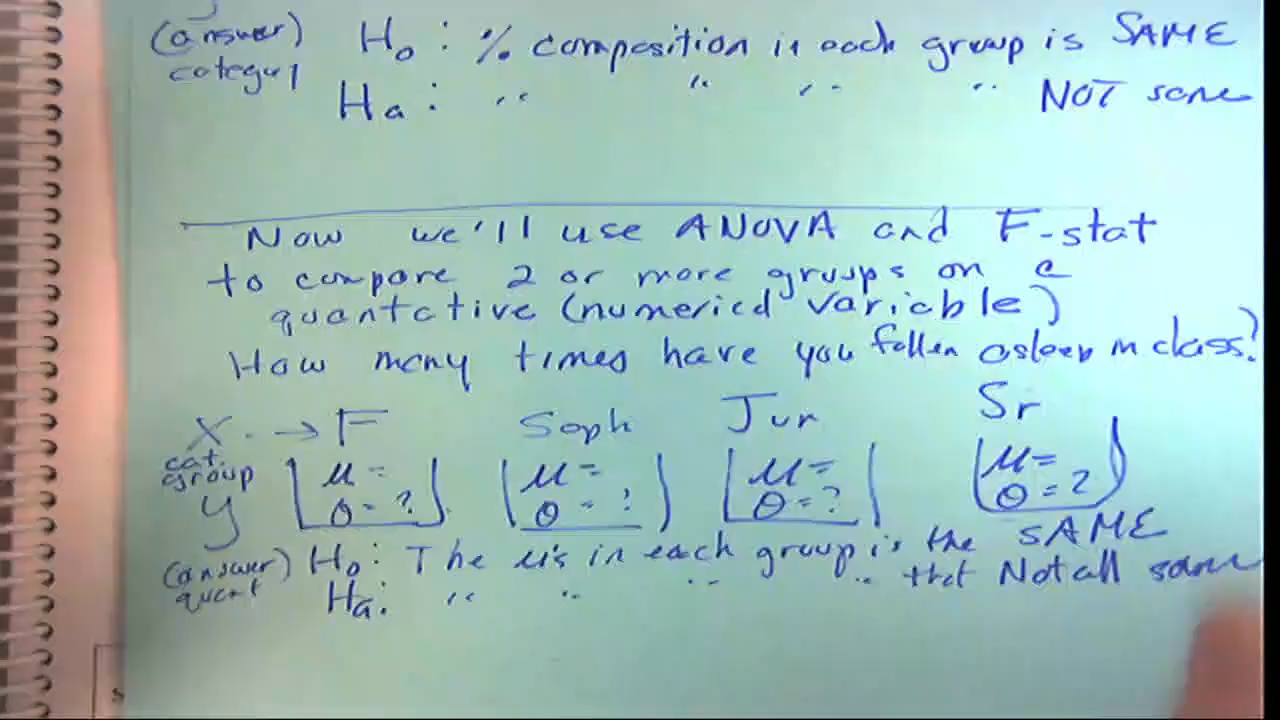 (answer) H₀ : % composition in each group is SAME
categ
Ha : " " " " NOT same
Now we'll use ANOVA and F-stat
to compare 2 or more groups on a
quantative (numerical variable)
How many times have you fallen asleep in class?
X → F Soph Jur Sr
cat.
group
μ = μ = μ = μ =
y θ = ? θ = ? θ = ? θ = ?
(answer) H₀: The μ's in each group is the SAME
quant
Ha: " " " " that Not all same